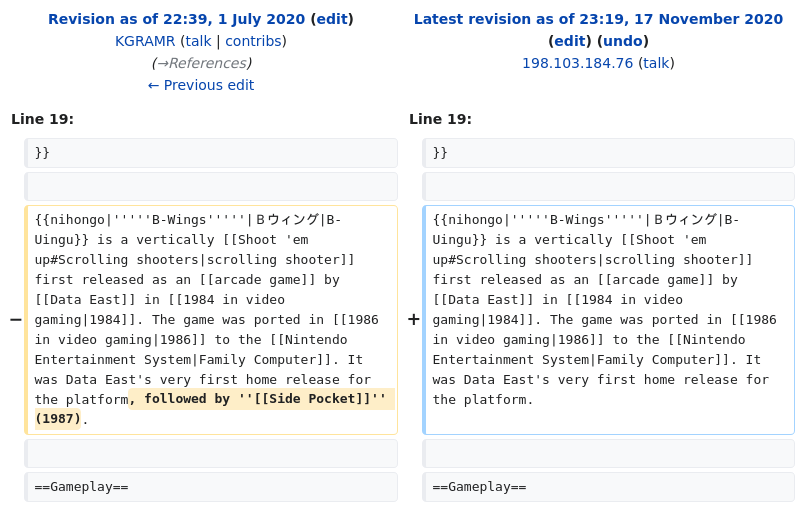 Revision as of 22:39, 1 July 2020 (edit)
KGRAMR (talk | contribs)
(→References)
← Previous edit
Latest revision as of 23:19, 17 November 2020
(edit) (undo)
198.103.184.76 (talk)
Line 19:
Line 19:
}}
}}
− {{nihongo|'''''B-Wings'''''|Ｂウィング|B-
Uingu}} is a vertically [[Shoot 'em
up#Scrolling shooters|scrolling shooter]]
first released as an [[arcade game]] by
[[Data East]] in [[1984 in video
gaming|1984]]. The game was ported in [[1986
in video gaming|1986]] to the [[Nintendo
Entertainment System|Family Computer]]. It
was Data East's very first home release for
the platform, followed by ''[[Side Pocket]]''
(1987).
+ {{nihongo|'''''B-Wings'''''|Ｂウィング|B-
Uingu}} is a vertically [[Shoot 'em
up#Scrolling shooters|scrolling shooter]]
first released as an [[arcade game]] by
[[Data East]] in [[1984 in video
gaming|1984]]. The game was ported in [[1986
in video gaming|1986]] to the [[Nintendo
Entertainment System|Family Computer]]. It
was Data East's very first home release for
the platform.
==Gameplay==
==Gameplay==